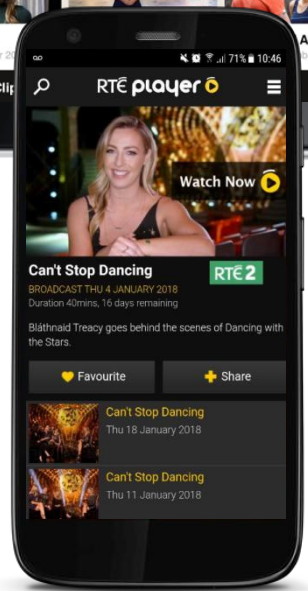 71% 10:46
RTÉ player
Watch Now
Can't Stop Dancing
RTÉ 2
BROADCAST THU 4 JANUARY 2018
Duration 40mins, 16 days remaining
Bláthnaid Treacy goes behind the scenes of Dancing with
the Stars.
Favourite
Share
Can't Stop Dancing
Thu 18 January 2018
Can't Stop Dancing
Thu 11 January 2018